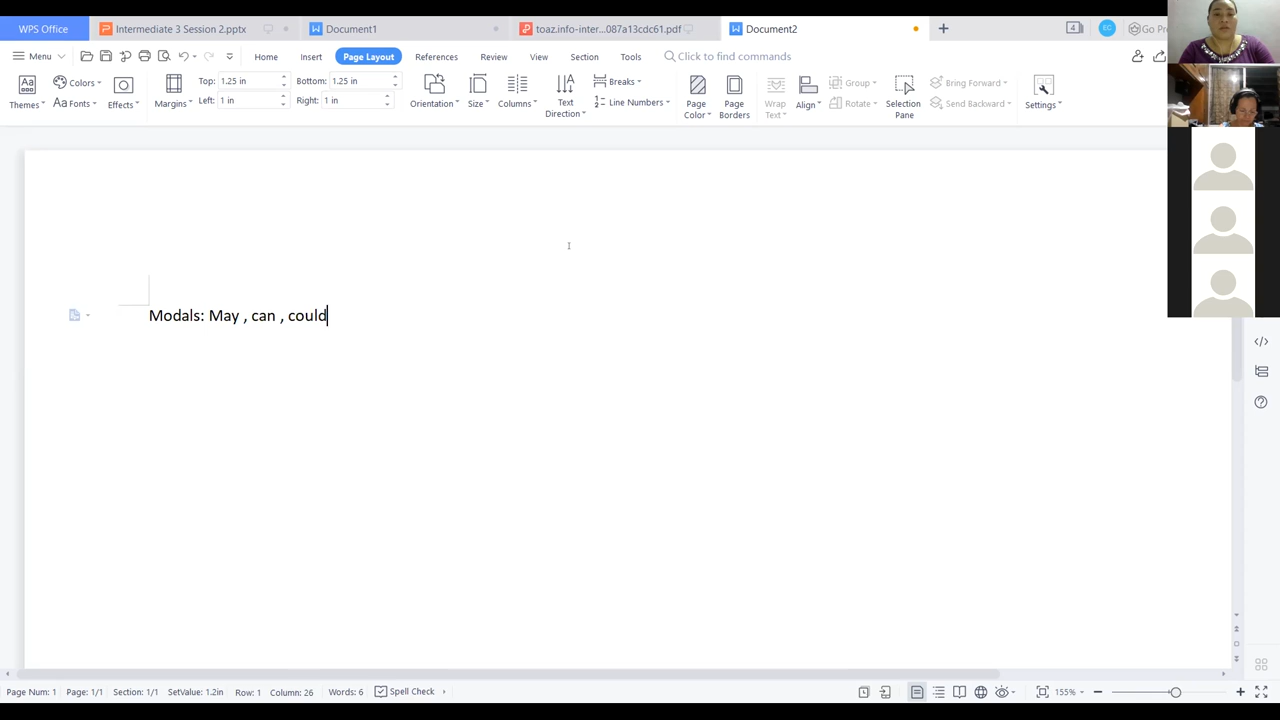 WPS Office
Intermediate 3 Session 2.pptx
Document1
toaz.info-inter...087a13cdc61.pdf
Document2
4
EC
Go Pre
Menu
Home
Insert
Page Layout
References
Review
View
Section
Tools
Click to find commands
Themes
Colors
Aa Fonts
Effects
Margins
Top: 1.25 in
Bottom: 1.25 in
Left: 1 in
Right: 1 in
Orientation
Size
Columns
Text Direction
Breaks
Line Numbers
Page Color
Page Borders
Wrap Text
Align
Group
Rotate
Selection Pane
Bring Forward
Send Backward
Settings
Modals: May , can , could
Page Num: 1 Page: 1/1 Section: 1/1 SetValue: 1.2in Row: 1 Column: 26 Words: 6 Spell Check 155%